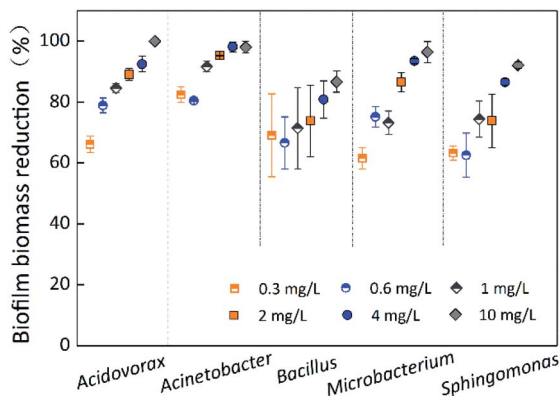 Biofilm biomass reduction (%)
100
80
60
40
20
0
0.3 mg/L 0.6 mg/L 1 mg/L
2 mg/L 4 mg/L 10 mg/L
Acidovorax Acinetobacter Bacillus Microbacterium Sphingomonas